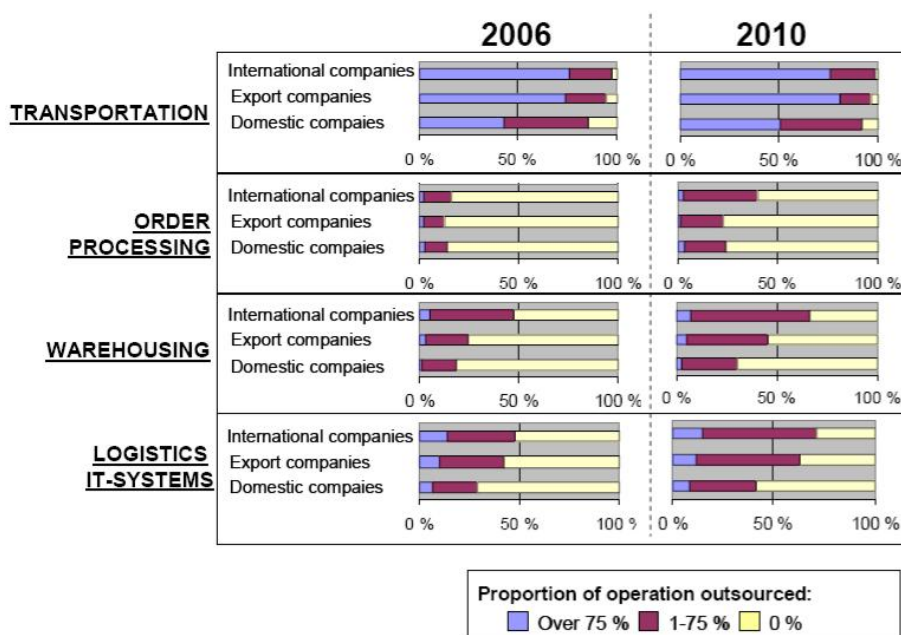 2006 2010
TRANSPORTATION
International companies
Export companies
Domestic compaies
0 % 50 % 100 % 0 % 50 % 100 %
ORDER
PROCESSING
International companies
Export companies
Domestic compaies
0 % 50 % 100 % 0 % 50 % 100 %
WAREHOUSING
International companies
Export companies
Domestic compaies
0 % 50 % 100 % 0 % 50 % 100 %
LOGISTICS
IT-SYSTEMS
International companies
Export companies
Domestic compaies
0 % 50 % 100 % 0 % 50 % 100 %
Proportion of operation outsourced:
Over 75 % 1-75 % 0 %